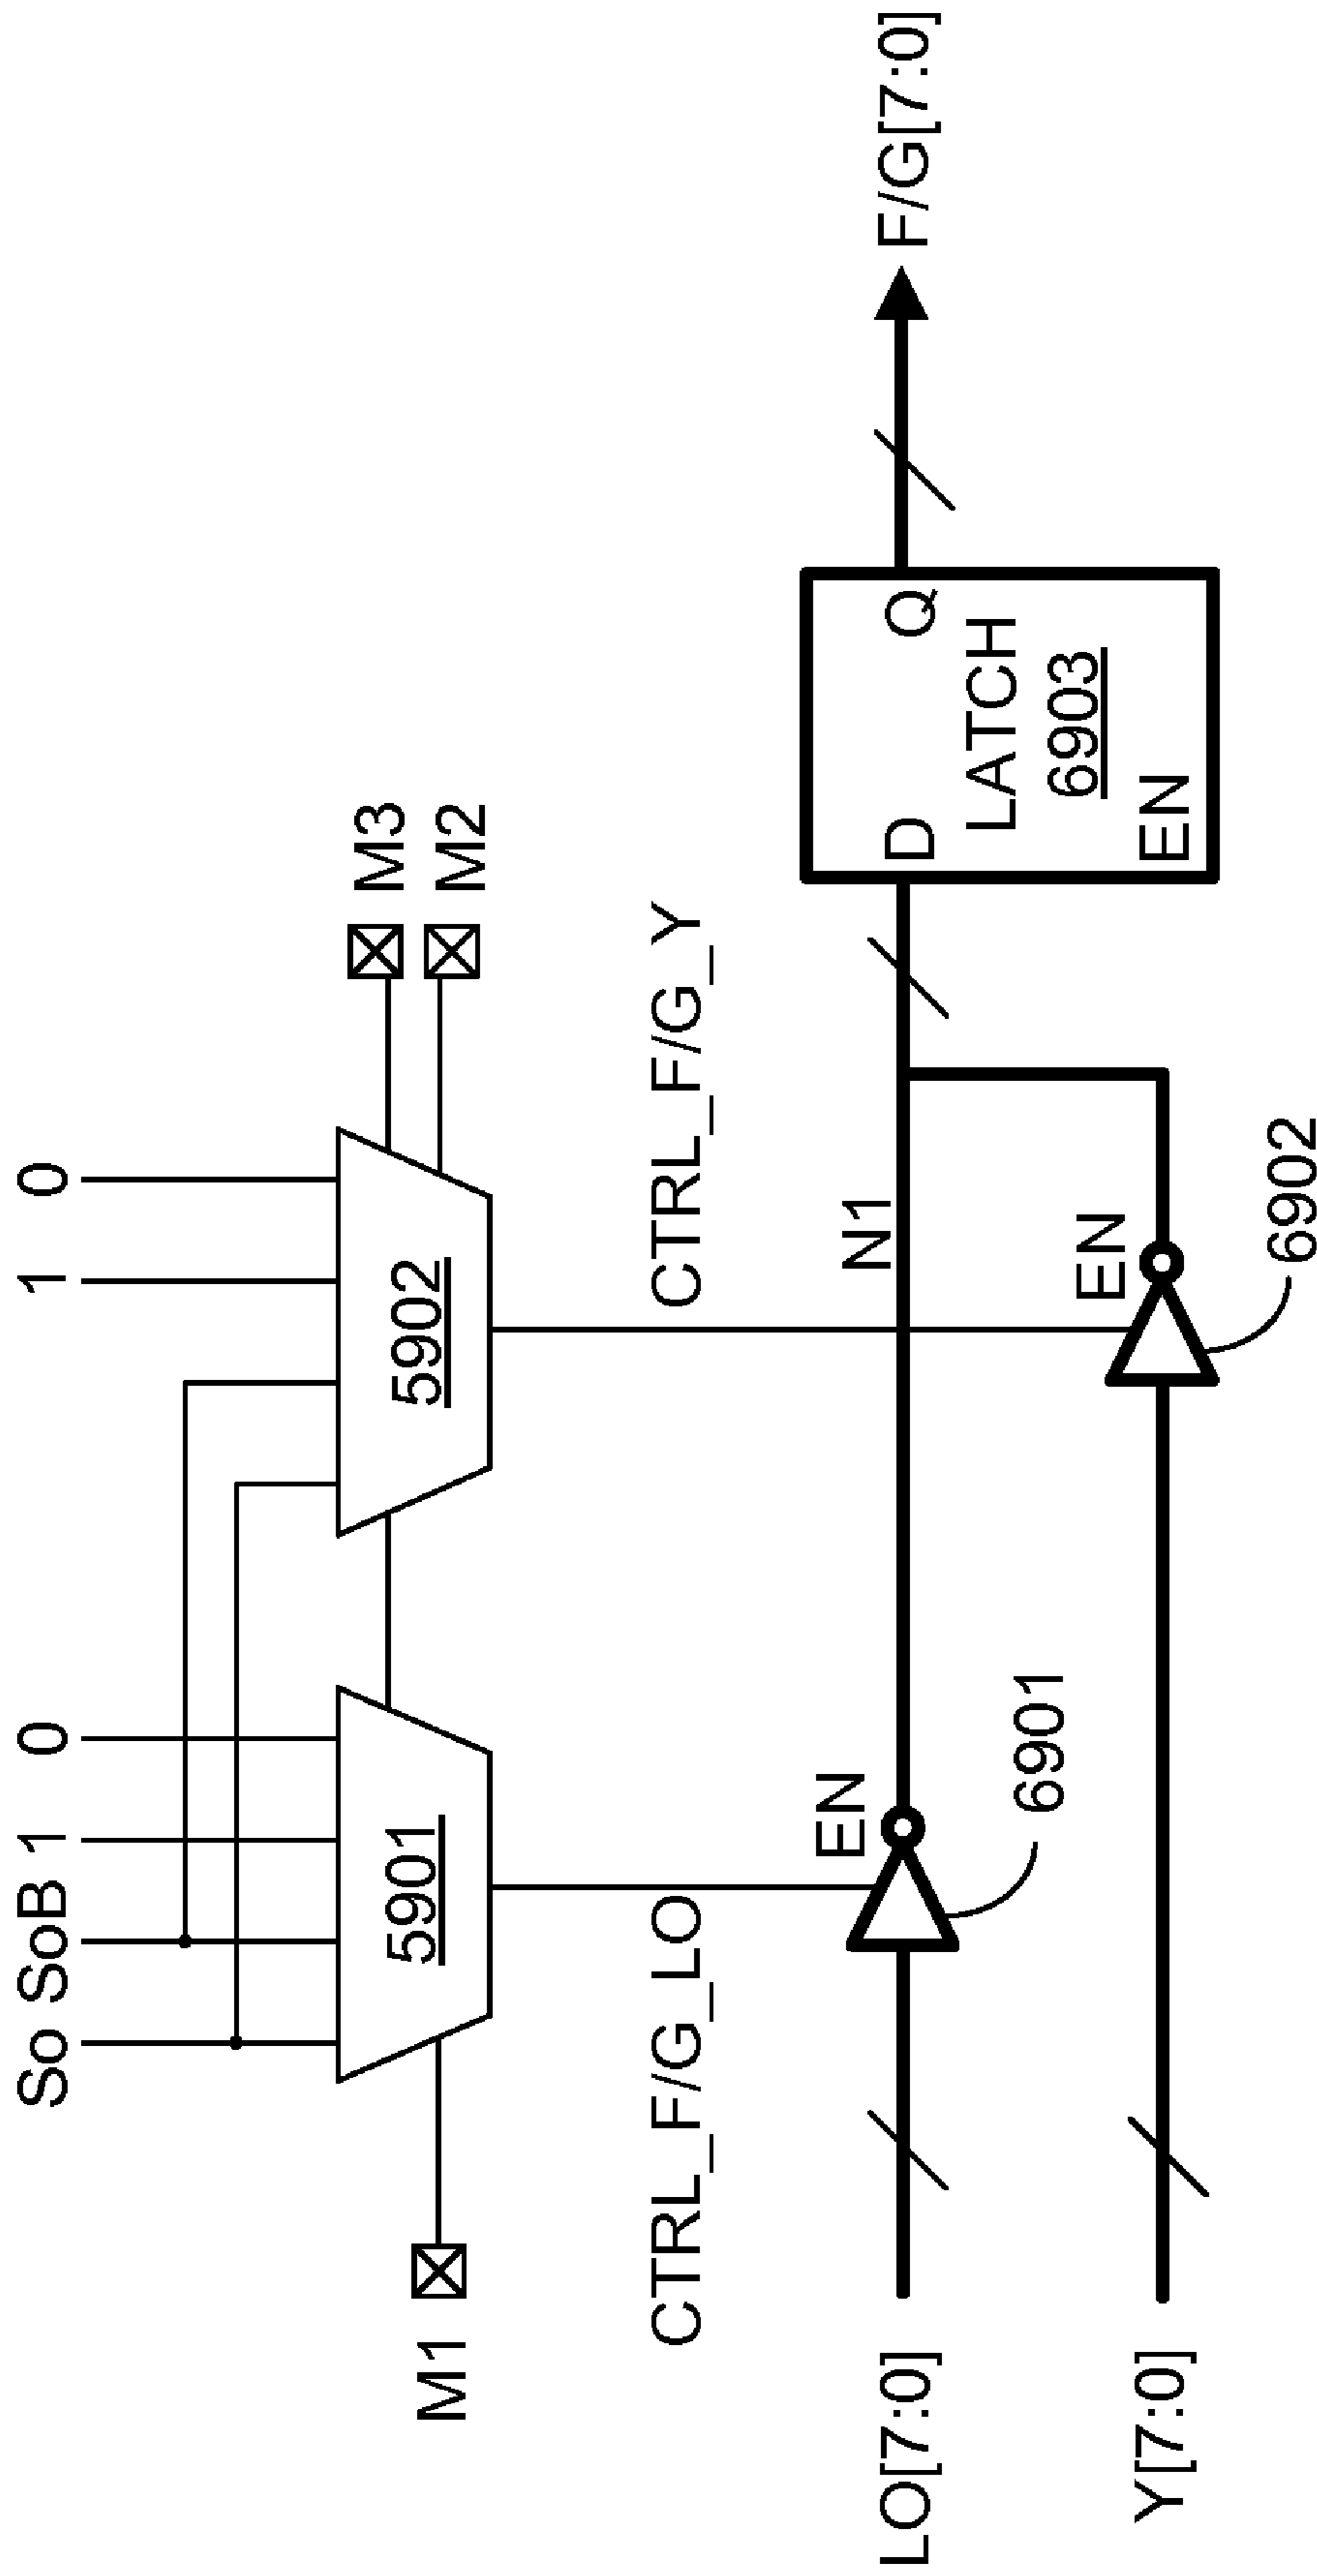 So SoB 1 0 1 0
M1
5901
5902
M3
M2
CTRL_F/G_LO
CTRL_F/G_Y
LO[7:0]
EN
6901
N1
D Q
LATCH
6903
EN
F/G[7:0]
Y[7:0]
EN
6902